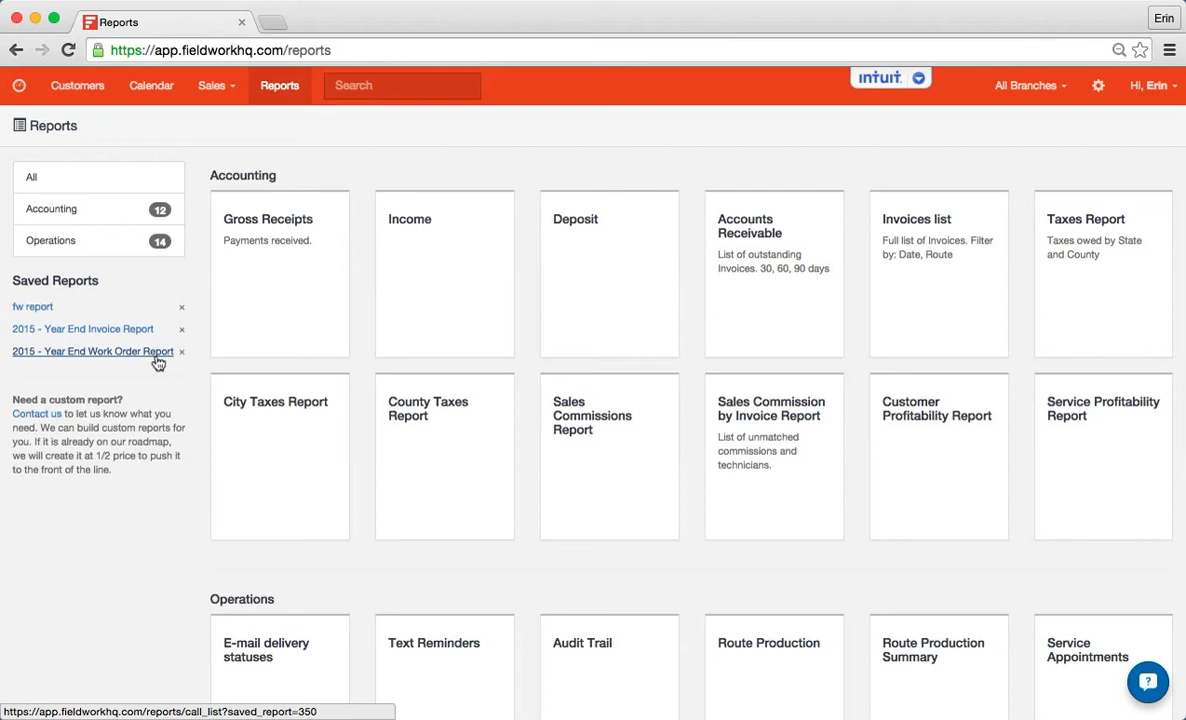 Reports
Erin
https://app.fieldworkhq.com/reports
Customers
Calendar
Sales
Reports
Search
intuit
All Branches
Hi, Erin
Reports
All
Accounting 12
Operations 14
Saved Reports
fw report ×
2015 - Year End Invoice Report ×
2015 - Year End Work Order Report ×
Need a custom report?
Contact us to let us know what you
need. We can build custom reports for
you. If it is already on our roadmap,
we will create it at 1/2 price to push it
to the front of the line.
Accounting
Gross Receipts
Payments received.
Income
Deposit
Accounts
Receivable
List of outstanding
Invoices. 30, 60, 90 days
Invoices list
Full list of Invoices. Filter
by: Date, Route
Taxes Report
Taxes owed by State
and County
City Taxes Report
County Taxes
Report
Sales
Commissions
Report
Sales Commission
by Invoice Report
List of unmatched
commissions and
technicians.
Customer
Profitability Report
Service Profitability
Report
Operations
E-mail delivery
statuses
Text Reminders
Audit Trail
Route Production
Route Production
Summary
Service
Appointments
https://app.fieldworkhq.com/reports/call_list?saved_report=350